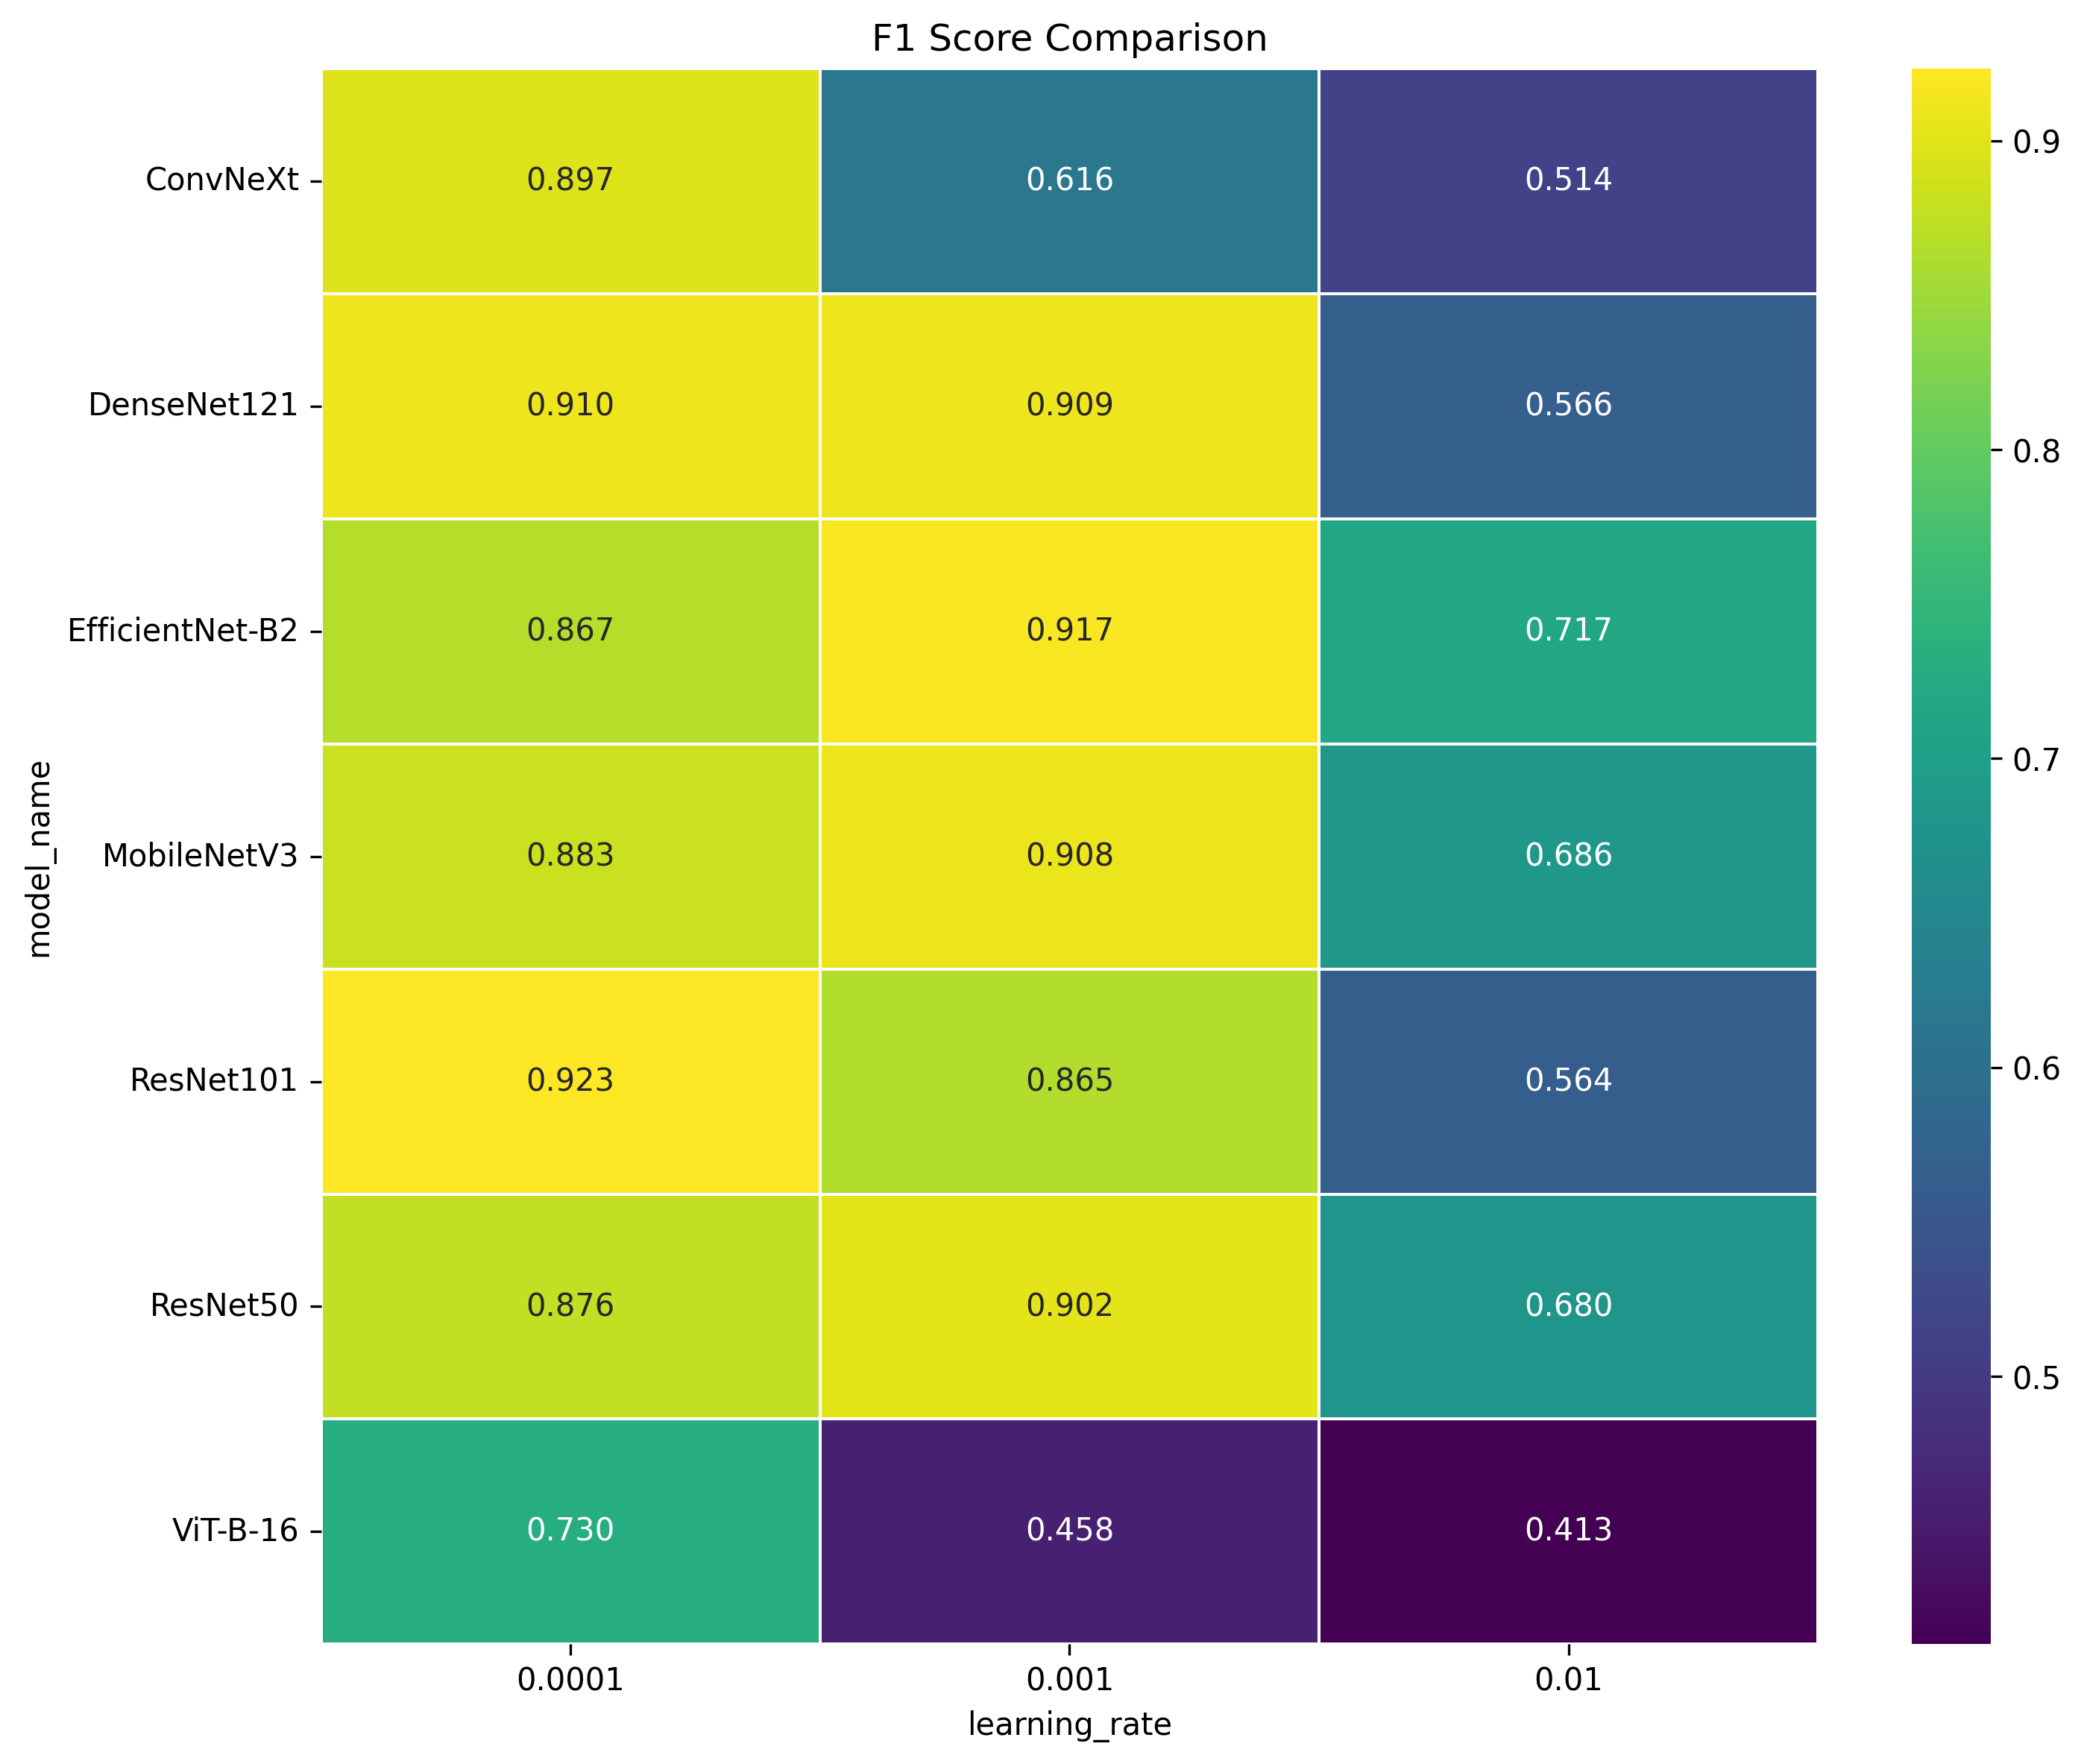 F1 Score Comparison
model_name
ConvNeXt 0.897 0.616 0.514
DenseNet121 0.910 0.909 0.566
EfficientNet-B2 0.867 0.917 0.717
MobileNetV3 0.883 0.908 0.686
ResNet101 0.923 0.865 0.564
ResNet50 0.876 0.902 0.680
ViT-B-16 0.730 0.458 0.413
0.0001 0.001 0.01
learning_rate
0.9
0.8
0.7
0.6
0.5